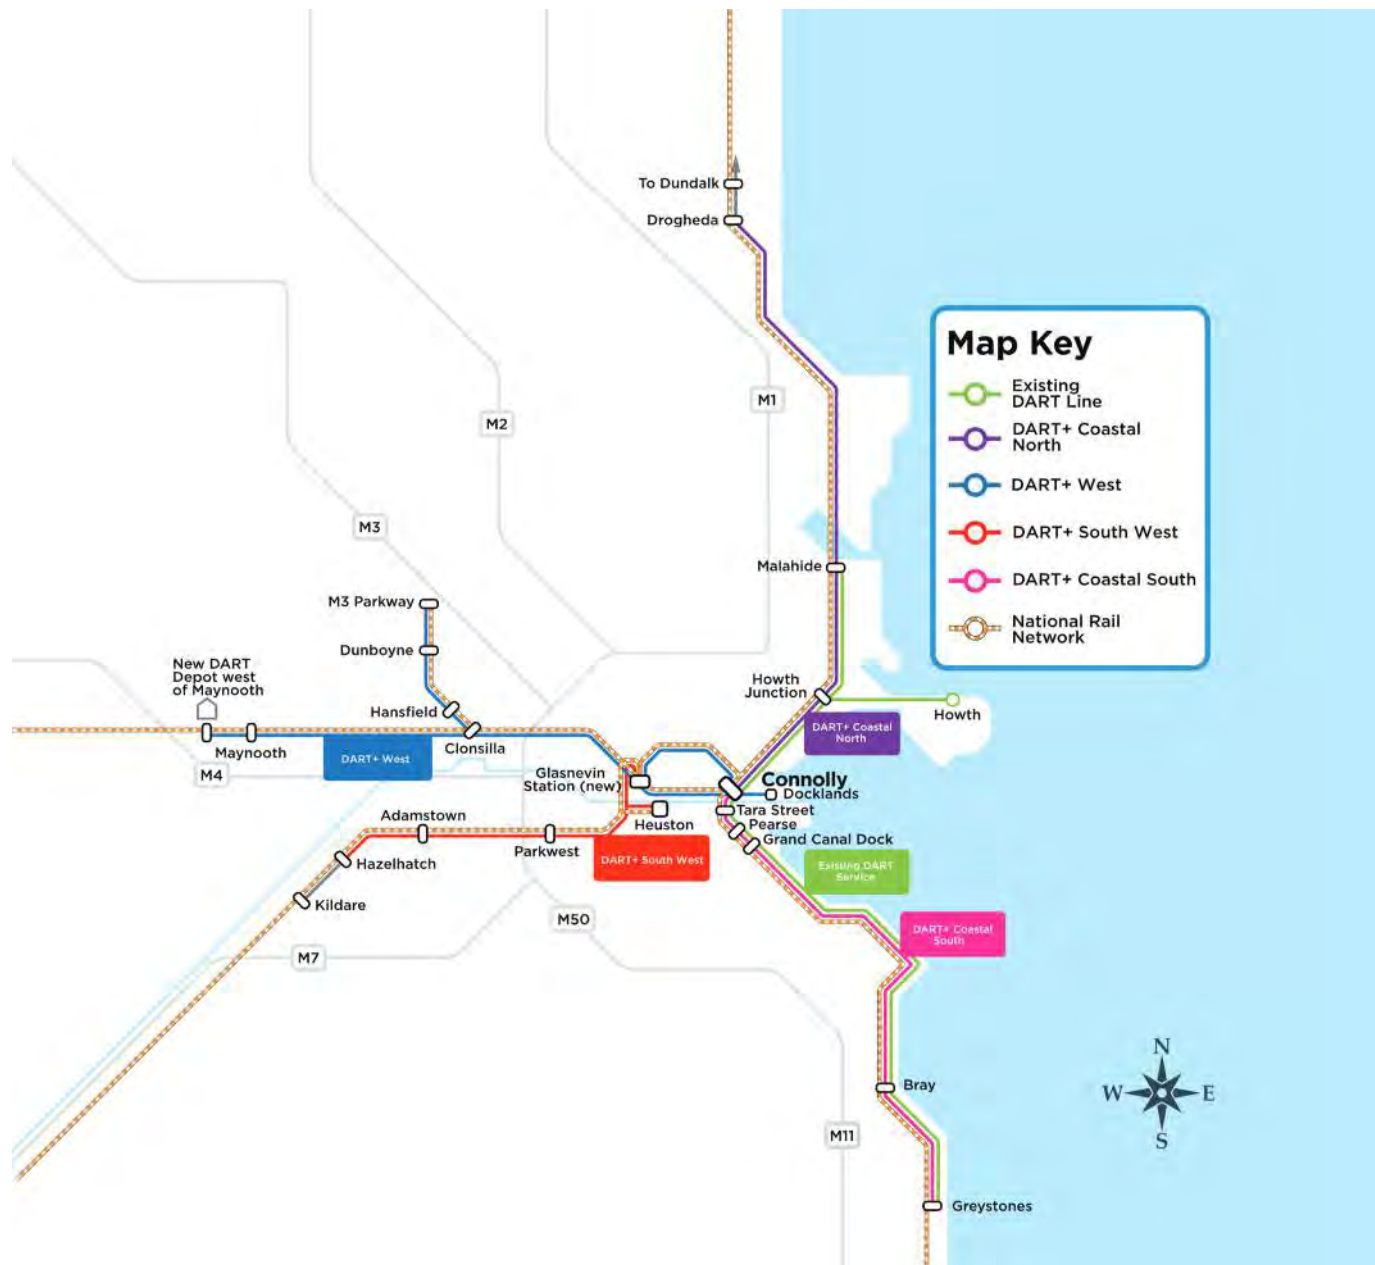 To Dundalk
Drogheda
Map Key
Existing
DART Line
DART+ Coastal
North
DART+ West
DART+ South West
DART+ Coastal South
National Rail
Network
M1
M2
M3
Malahide
M3 Parkway
Dunboyne
New DART
Depot west
of Maynooth
Howth
Junction
Hansfield
Howth
DART+ Coastal
North
Maynooth
Clonsilla
DART+ West
M4
Glasnevin
Station (new)
Connolly
Docklands
Tara Street
Adamstown
Heuston
Pearse
Grand Canal Dock
Parkwest
Hazelhatch
DART+ South West
Existing DART
Service
Kildare
M50
DART+ Coastal
South
M7
N
W
E
S
Bray
M11
Greystones